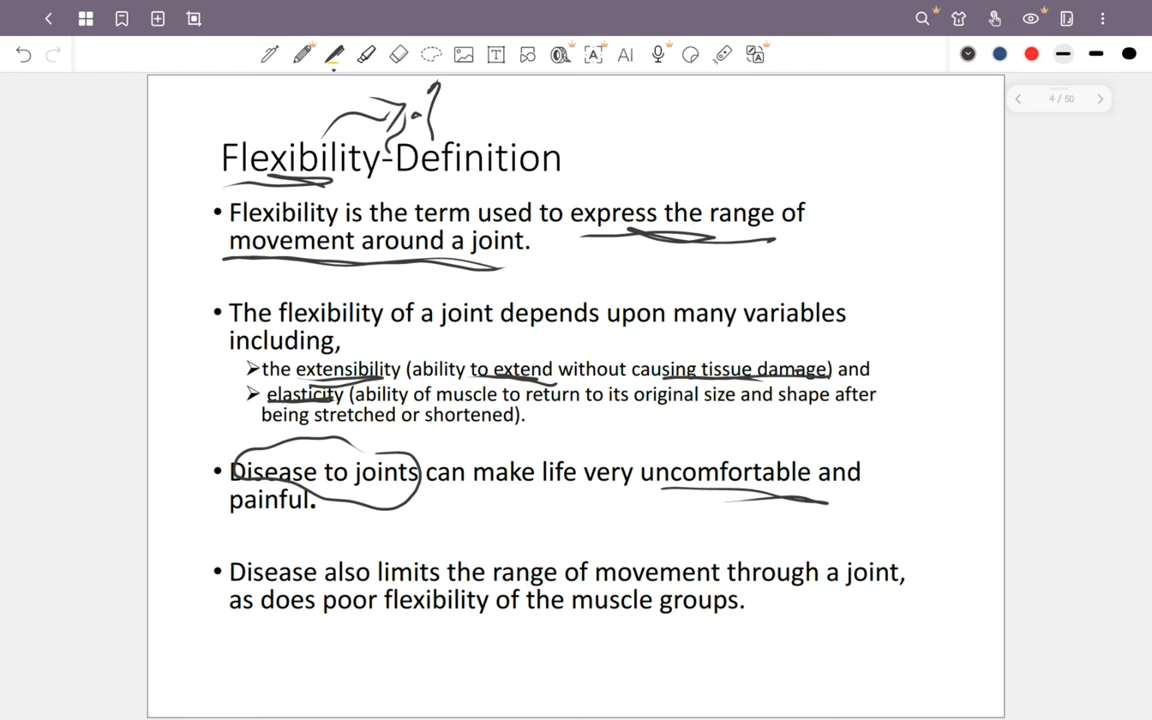 AI
4 / 50
Flexibility-Definition
• Flexibility is the term used to express the range of
movement around a joint.
• The flexibility of a joint depends upon many variables
including,
➢the extensibility (ability to extend without causing tissue damage) and
➢ elasticity (ability of muscle to return to its original size and shape after
being stretched or shortened).
• Disease to joints can make life very uncomfortable and
painful.
• Disease also limits the range of movement through a joint,
as does poor flexibility of the muscle groups.